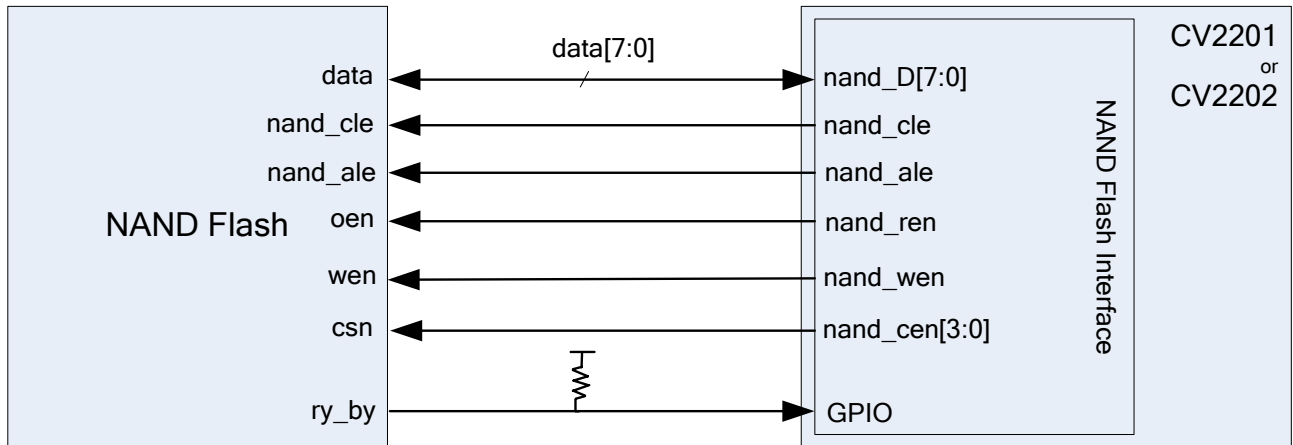 CV2201
or
CV2202
data[7:0]
data
nand_D[7:0]
nand_cle
nand_cle
nand_ale
nand_ale
NAND Flash
oen
nand_ren
wen
nand_wen
csn
nand_cen[3:0]
ry_by
GPIO
NAND Flash Interface